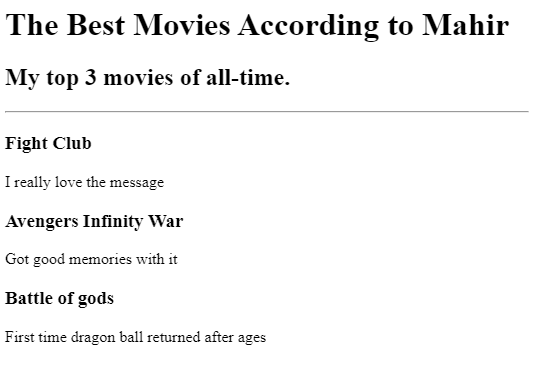 The Best Movies According to Mahir
My top 3 movies of all-time.
Fight Club
I really love the message
Avengers Infinity War
Got good memories with it
Battle of gods
First time dragon ball returned after ages